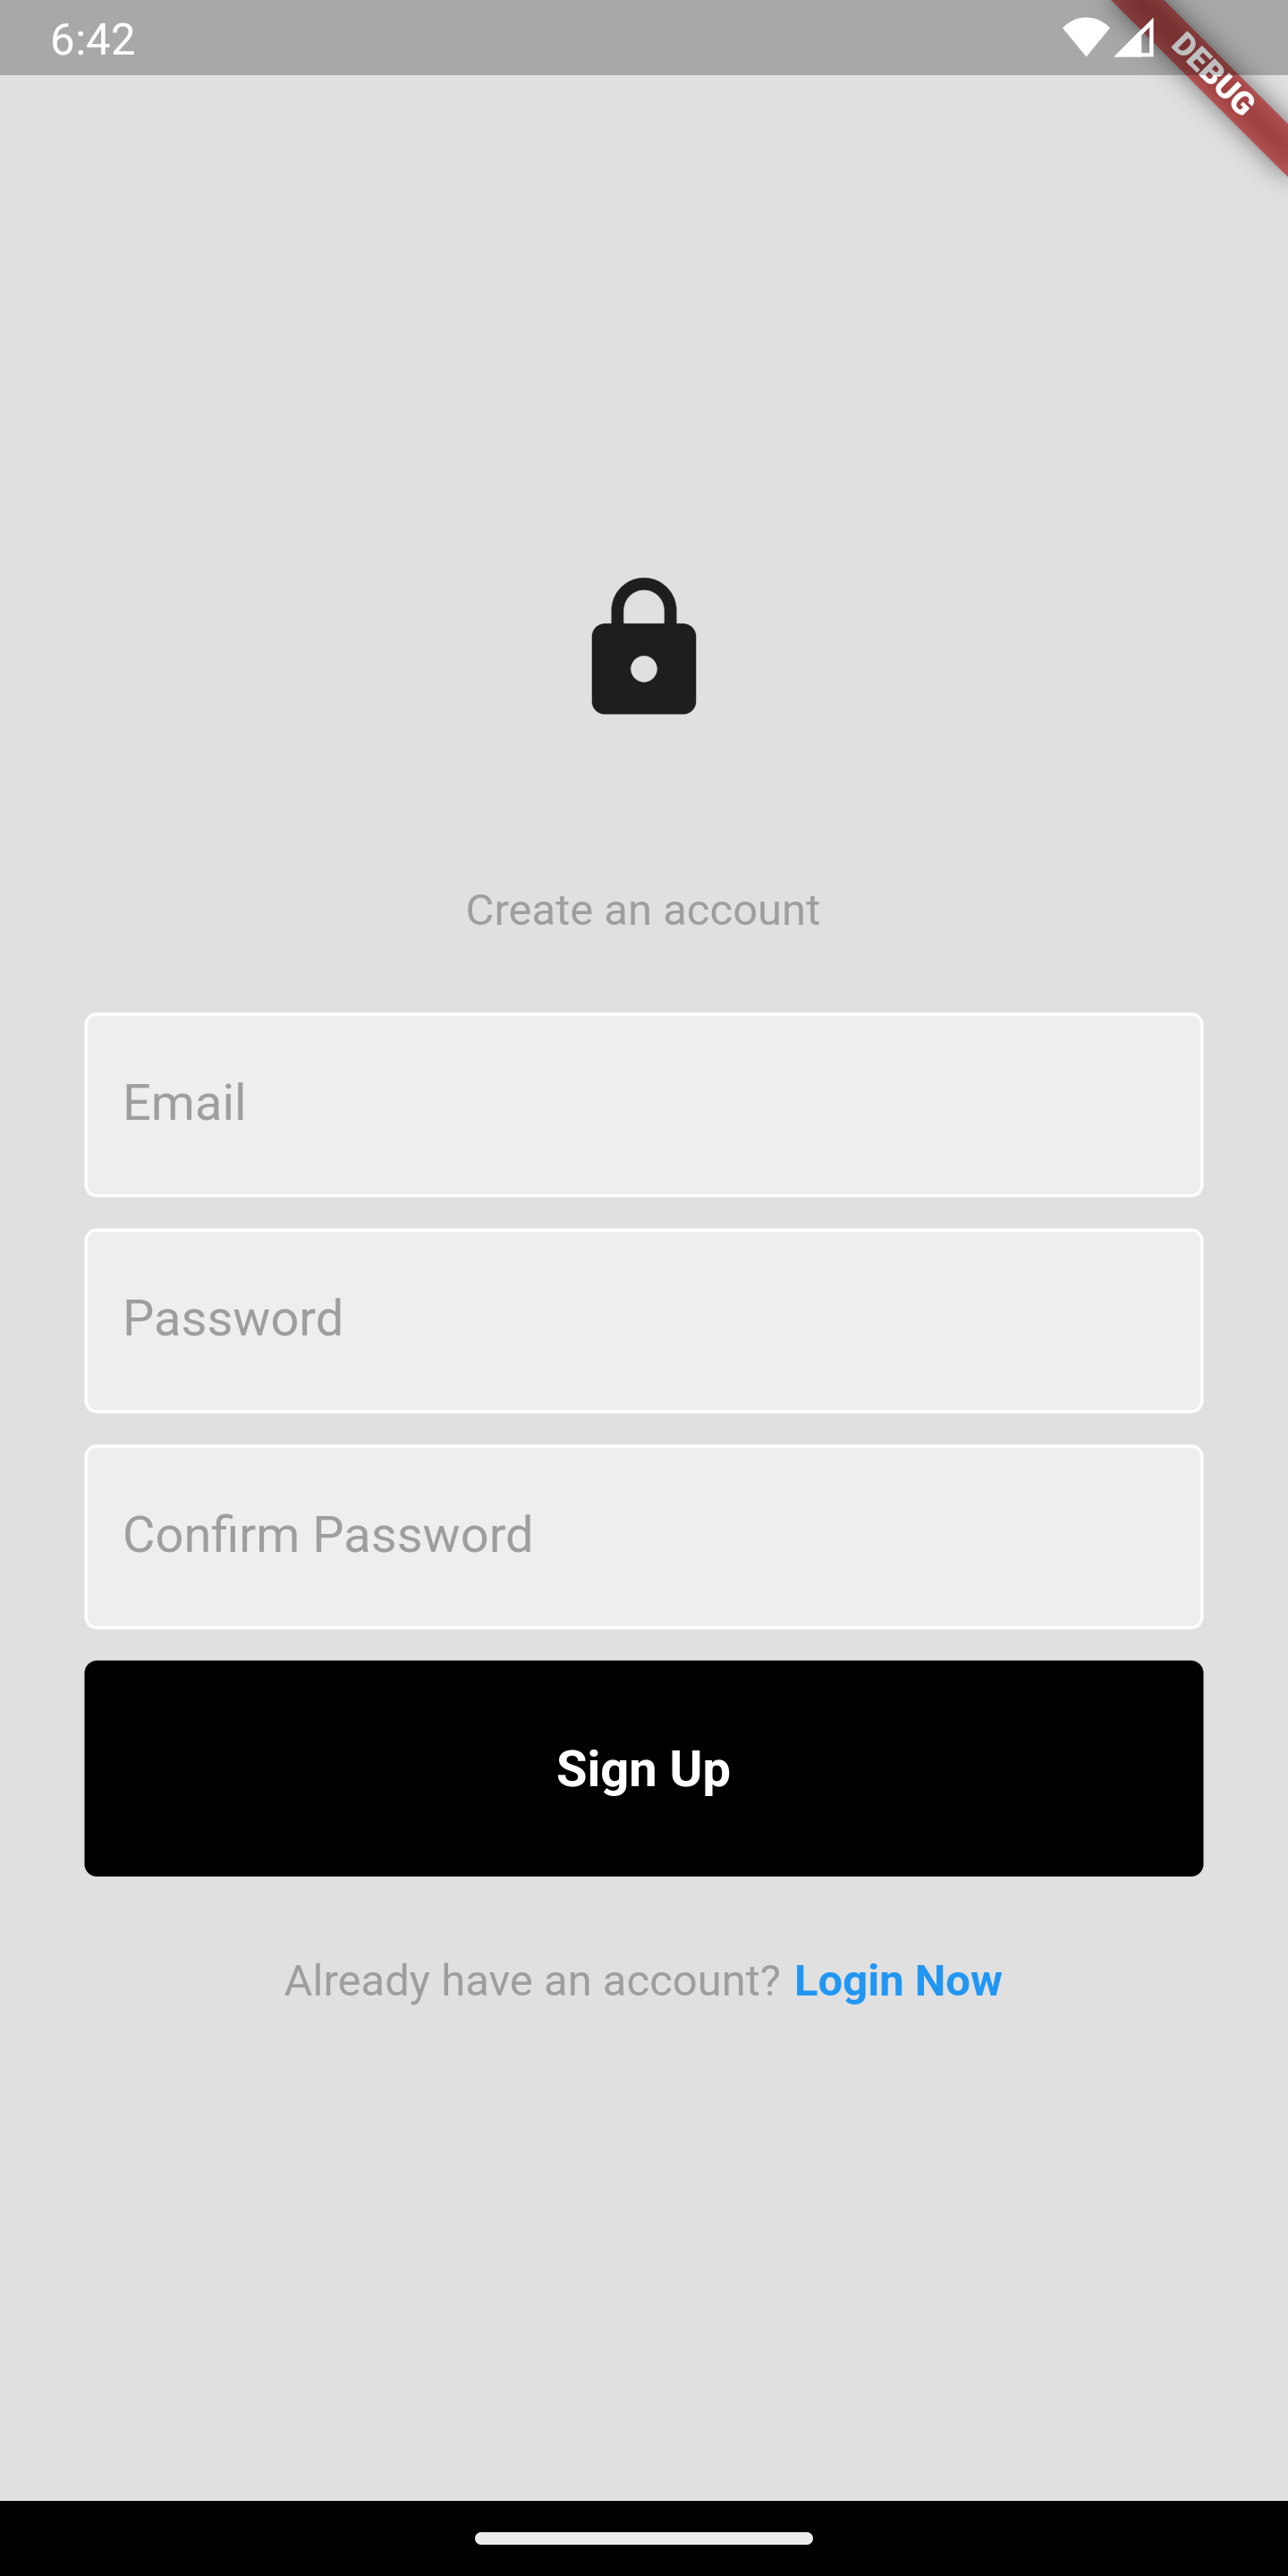 6:42
DEBUG
Create an account
Email
Password
Confirm Password
Sign Up
Already have an account? Login Now